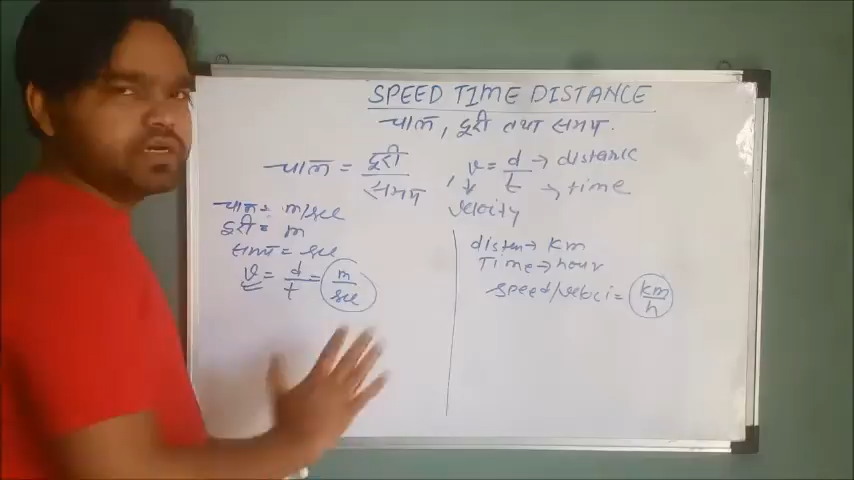 SPEED TIME DISTANCE
चाल, दूरी तथा समय.
चाल = दूरी / समय
v = d/t → distance
→ time
velocity
चाल = m/sec
दूरी = m
समय = sec
v = d/t = m/sec
distan → Km
Time → hour
speed/veloci = Km/h